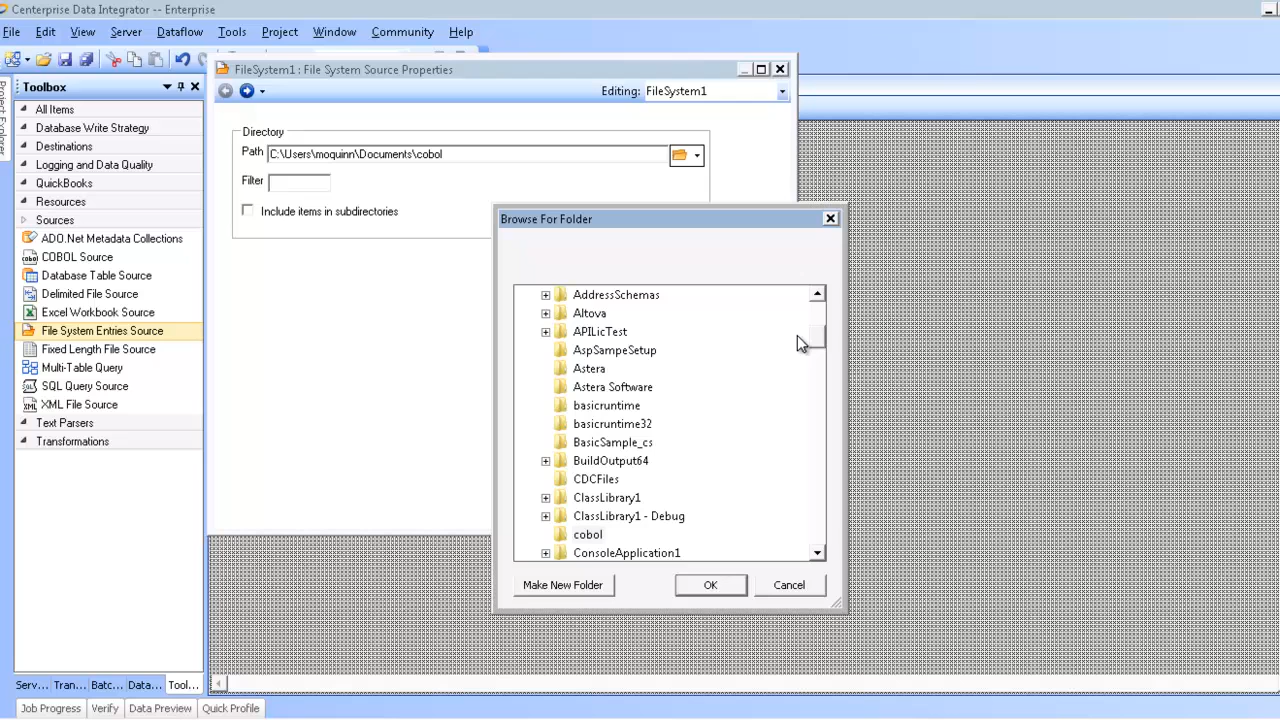 Centerprise Data Integrator -- Enterprise
File Edit View Server Dataflow Tools Project Window Community Help
Project Explorer
Toolbox
All Items
Database Write Strategy
Destinations
Logging and Data Quality
QuickBooks
Resources
Sources
ADO.Net Metadata Collections
COBOL Source
Database Table Source
Delimited File Source
Excel Workbook Source
File System Entries Source
Fixed Length File Source
Multi-Table Query
SQL Query Source
XML File Source
Text Parsers
Transformations
Serv... Tran... Batc... Data... Tool...
Job Progress Verify Data Preview Quick Profile
FileSystem1 : File System Source Properties
Editing: FileSystem1
Directory
Path C:\Users\moquinn\Documents\cobol
Filter
Include items in subdirectories
Browse For Folder
AddressSchemas
Altova
APILicTest
AspSampeSetup
Astera
Astera Software
basicruntime
basicruntime32
BasicSample_cs
BuildOutput64
CDCFiles
ClassLibrary1
ClassLibrary1 - Debug
cobol
ConsoleApplication1
Make New Folder OK Cancel